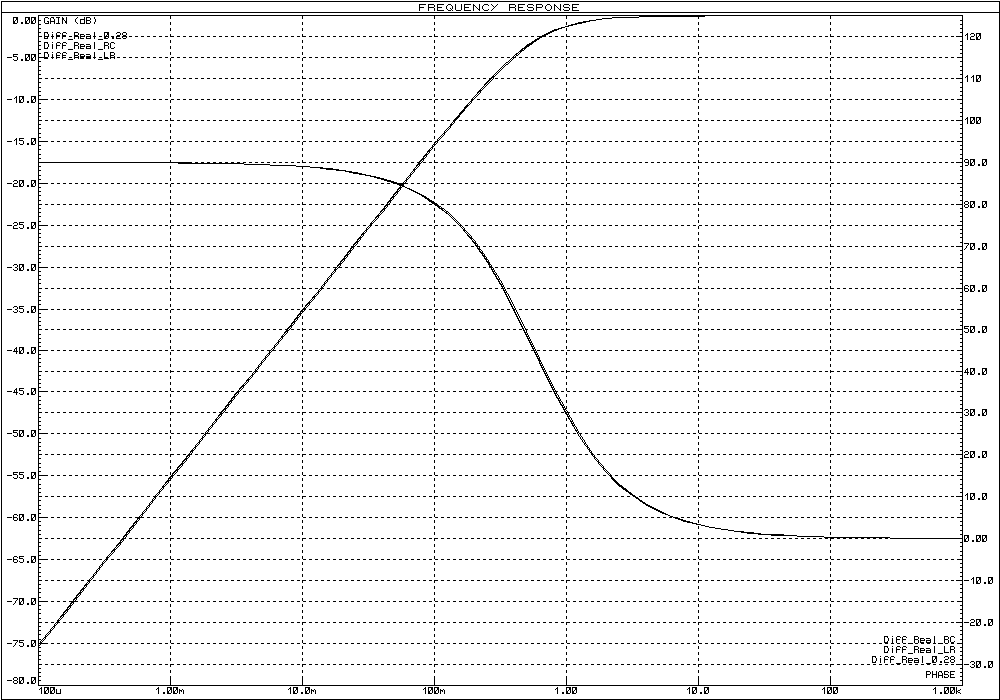 FREQUENCY RESPONSE
0.00 GAIN (dB)
Diff_Real_0.28 120
Diff_Real_RC
-5.00 Diff_Real_LR
110
-10.0
100
-15.0
90.0
-20.0
80.0
-25.0
70.0
-30.0
60.0
-35.0
50.0
-40.0
40.0
-45.0
30.0
-50.0
20.0
-55.0
10.0
-60.0
0.00
-65.0
-10.0
-70.0
-20.0
-75.0 Diff_Real_RC
Diff_Real_LR
Diff_Real_0.28
-30.0
-80.0 PHASE
100u 1.00m 10.0m 100m 1.00 10.0 100 1.00k